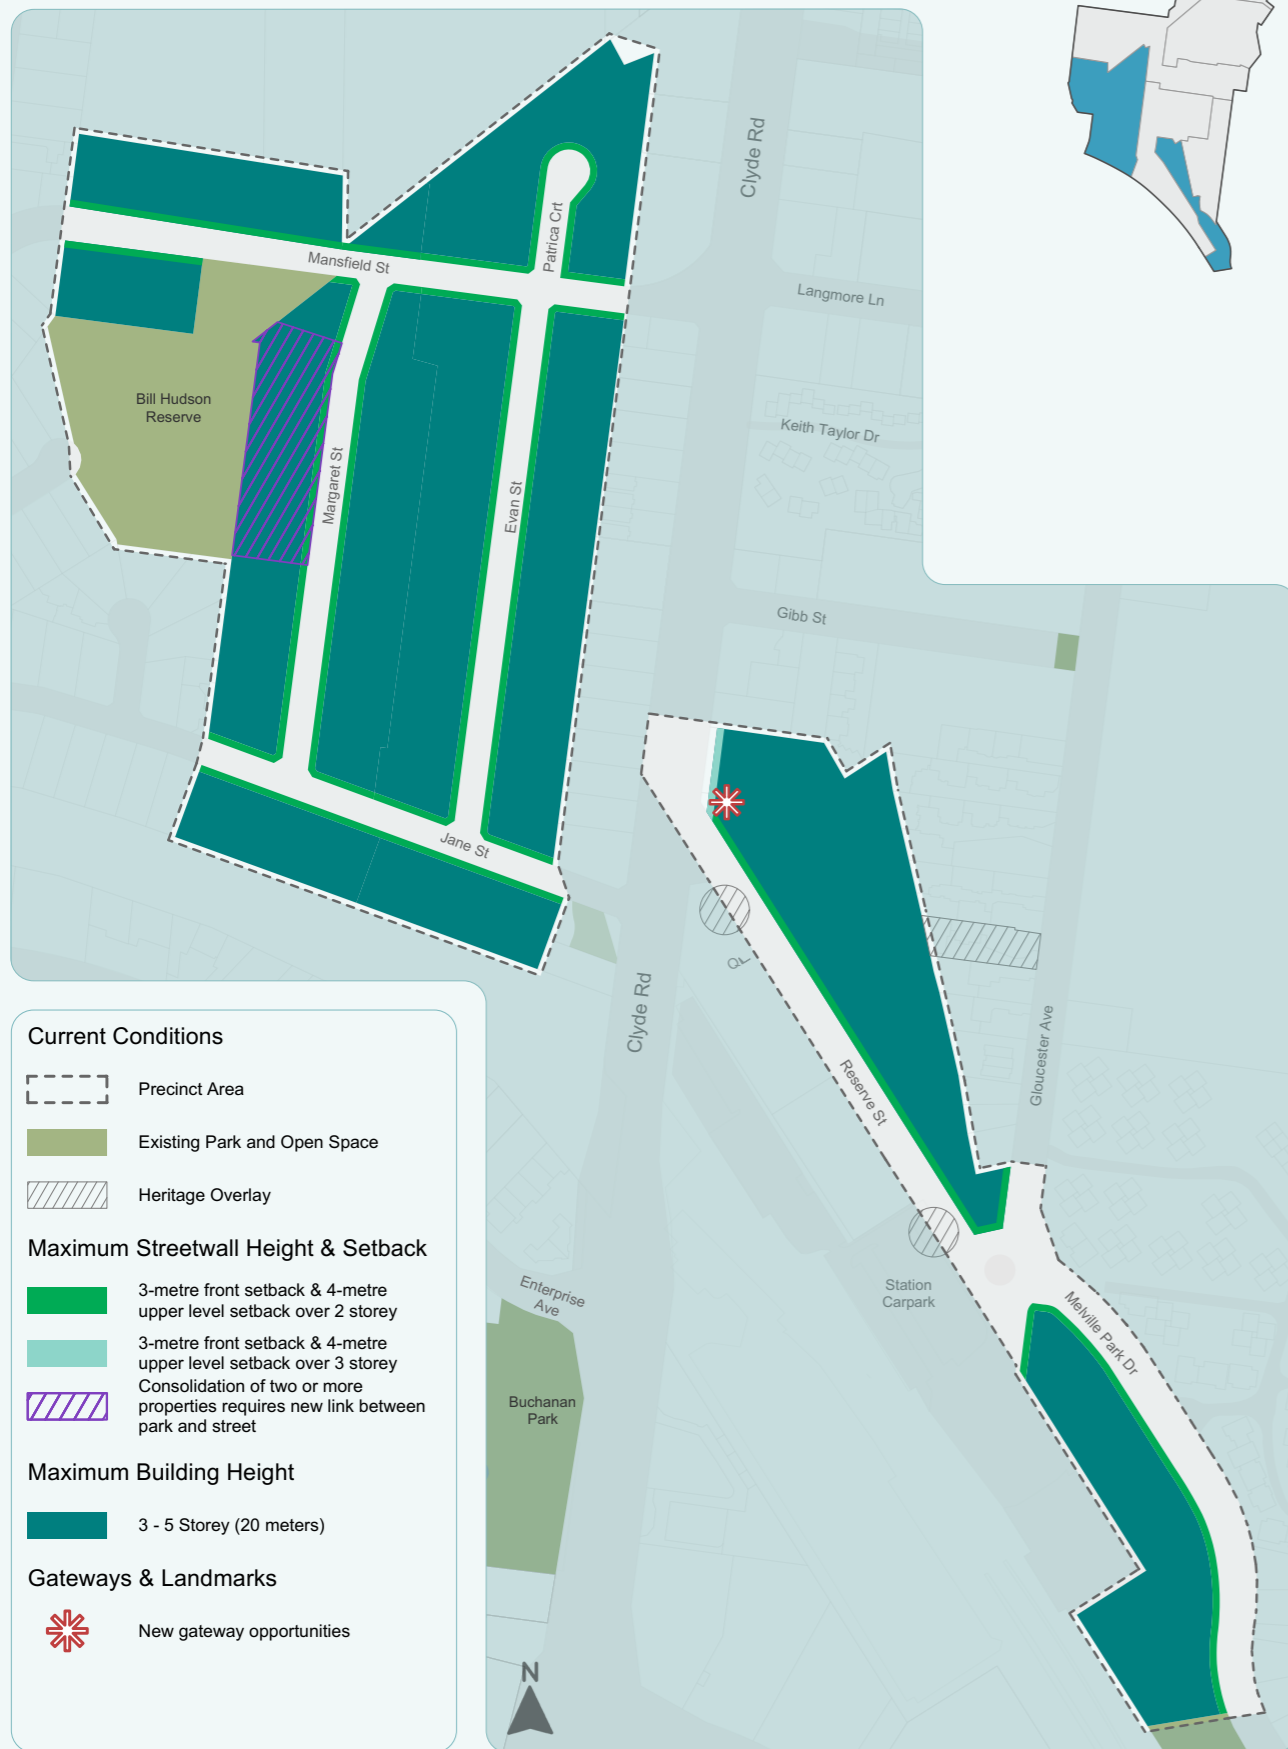 Clyde Rd
Patrica Crt
Mansfield St
Langmore Ln
Bill Hudson
Reserve
Keith Taylor Dr
Margaret St
Evan St
Gibb St
Jane St
QL
Clyde Rd
Reserve St
Gloucester Ave
Station
Carpark
Melville Park Dr
Enterprise
Ave
Buchanan
Park
N
Current Conditions
Precinct Area
Existing Park and Open Space
Heritage Overlay
Maximum Streetwall Height & Setback
3-metre front setback & 4-metre
upper level setback over 2 storey
3-metre front setback & 4-metre
upper level setback over 3 storey
Consolidation of two or more
properties requires new link between
park and street
Maximum Building Height
3 - 5 Storey (20 meters)
Gateways & Landmarks
New gateway opportunities